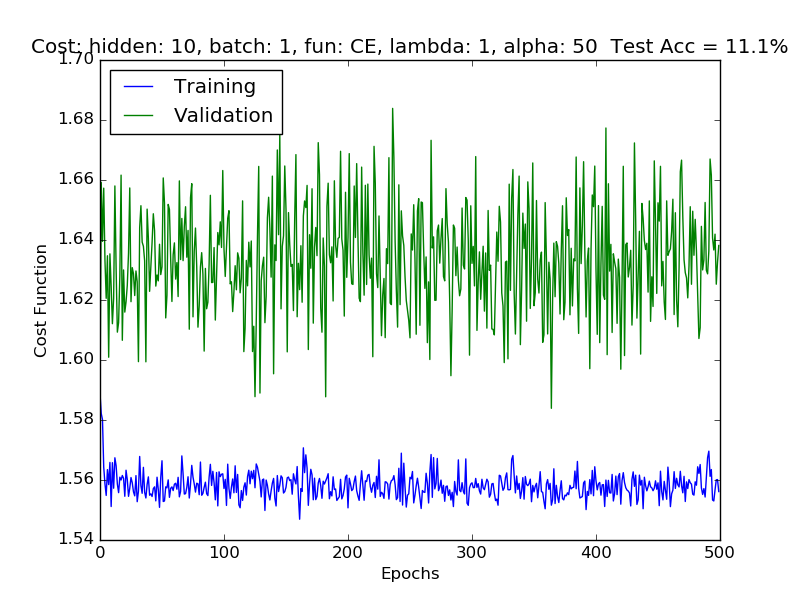 Cost; hidden: 10, batch: 1, fun: CE, lambda: 1, alpha: 50  Test Acc = 11.1%
1.70
Training
Validation
1.68
1.66
1.64
1.62
1.60
1.58
1.56
1.54
Cost Function
0 100 200 300 400 500
Epochs